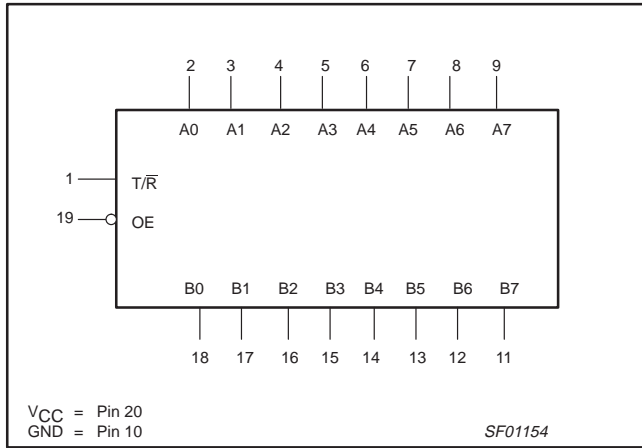 2 3 4 5 6 7 8 9
A0 A1 A2 A3 A4 A5 A6 A7
1 T/R̅
19 OE
B0 B1 B2 B3 B4 B5 B6 B7
18 17 16 15 14 13 12 11
VCC = Pin 20
GND = Pin 10
SF01154